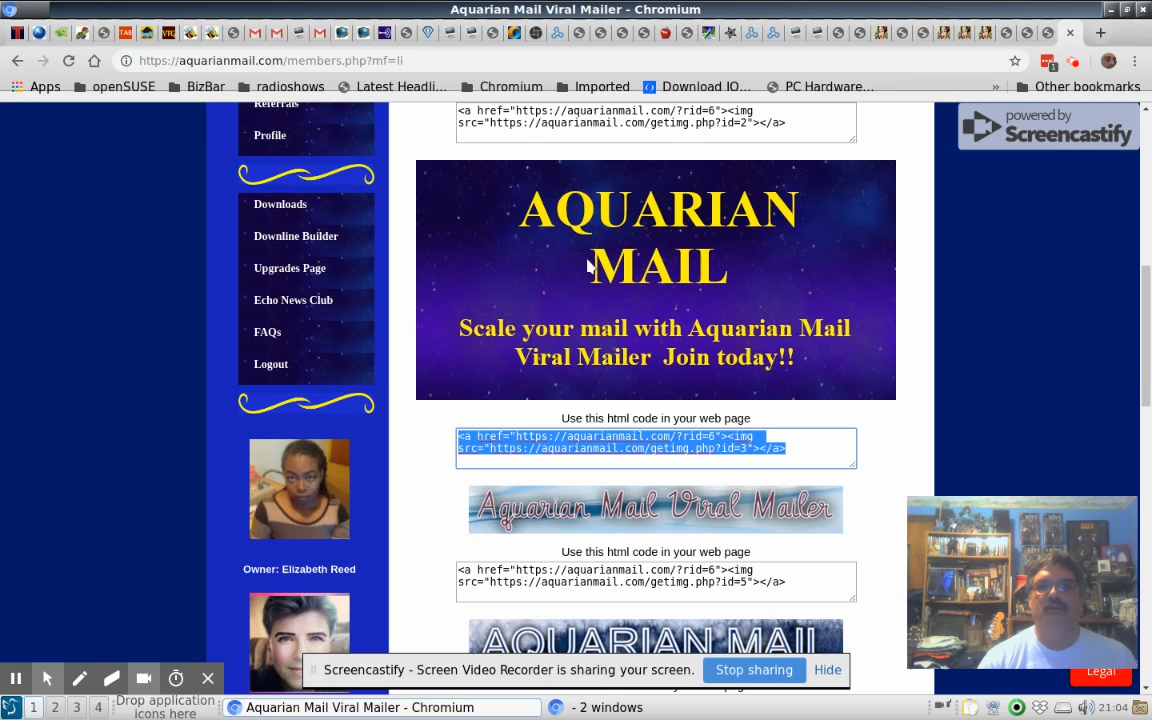 Aquarian Mail Viral Mailer - Chromium
https://aquarianmail.com/members.php?mf=li
Apps openSUSE BizBar radioshows Latest Headli... Chromium Imported Download IO... PC Hardware... » Other bookmarks
Referrals
Profile
Downloads
Downline Builder
Upgrades Page
Echo News Club
FAQs
Logout
Owner: Elizabeth Reed
<a href="https://aquarianmail.com/?rid=6"><img
src="https://aquarianmail.com/getimg.php?id=2"></a>
AQUARIAN
MAIL
Scale your mail with Aquarian Mail
Viral Mailer Join today!!
Use this html code in your web page
<a href="https://aquarianmail.com/?rid=6"><img
src="https://aquarianmail.com/getimg.php?id=3"></a>
Aquarian Mail Viral Mailer
Use this html code in your web page
<a href="https://aquarianmail.com/?rid=6"><img
src="https://aquarianmail.com/getimg.php?id=5"></a>
AQUARIAN MAIL
powered by
Screencastify
Screencastify - Screen Video Recorder is sharing your screen. Stop sharing Hide
Legal
1 2 3 4 Drop application
icons here
Aquarian Mail Viral Mailer - Chromium
- 2 windows
21:04